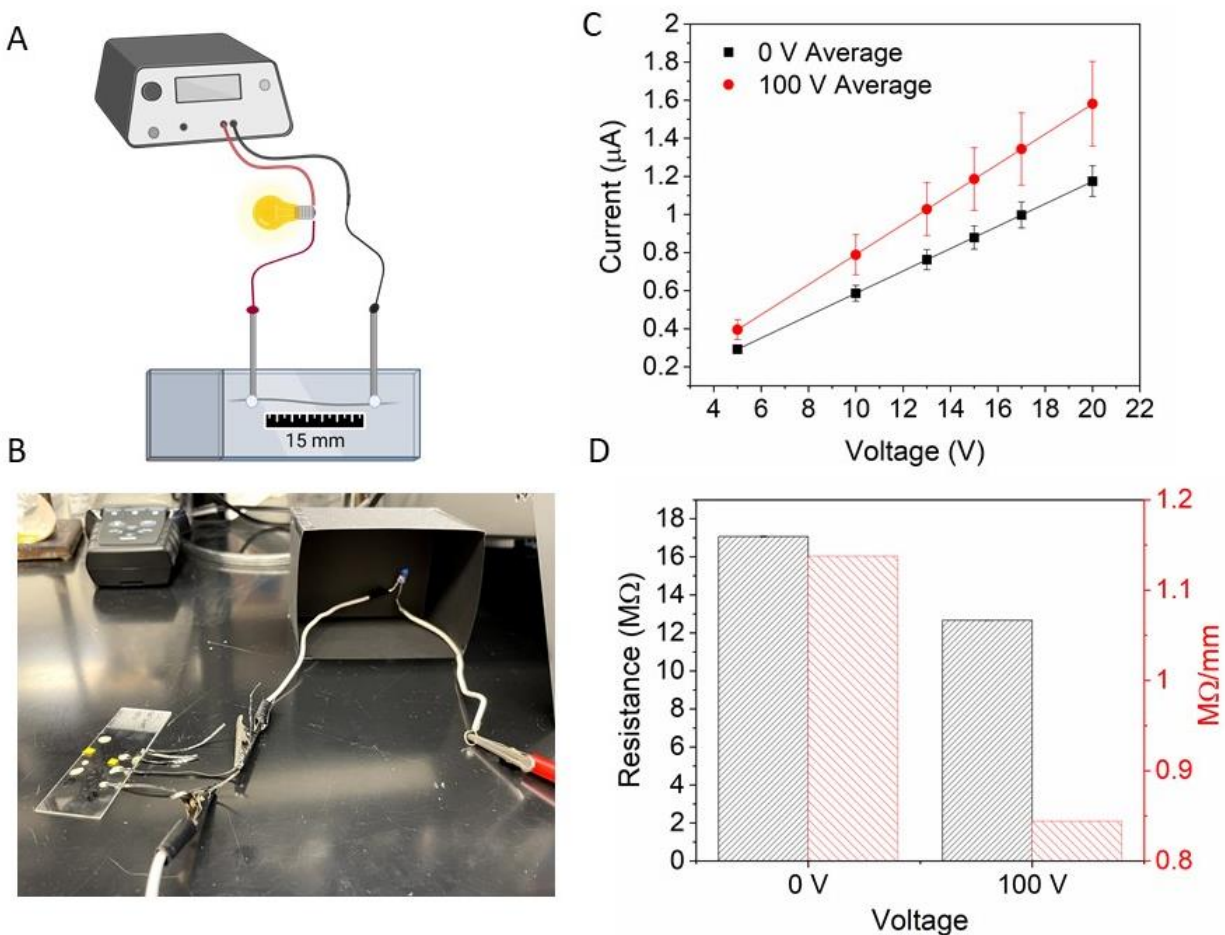 A
15 mm
B
C
0 V Average
100 V Average
Current (μA)
2
1.8
1.6
1.4
1.2
1
0.8
0.6
0.4
0.2
4 6 8 10 12 14 16 18 20 22
Voltage (V)
D
Resistance (MΩ)
18
16
14
12
10
8
6
4
2
0
1.2
1.1
1
0.9
0.8
MΩ/mm
0 V 100 V
Voltage